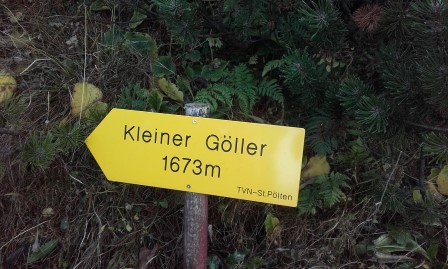 Kleiner Göller
1673m
TVN-St.Pölten